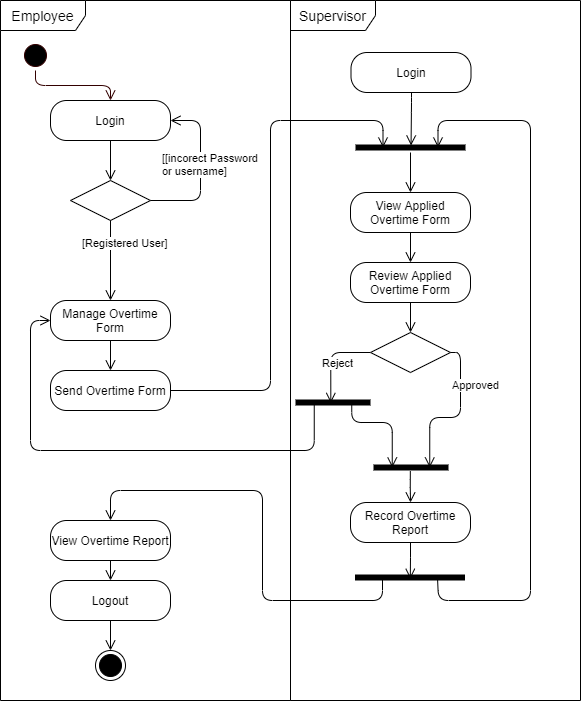 Employee
Supervisor
Login
Login
[[incorect Password
or username]
View Applied
Overtime Form
[Registered User]
Review Applied
Overtime Form
Manage Overtime
Form
Reject
Send Overtime Form
Approved
Record Overtime
Report
View Overtime Report
Logout